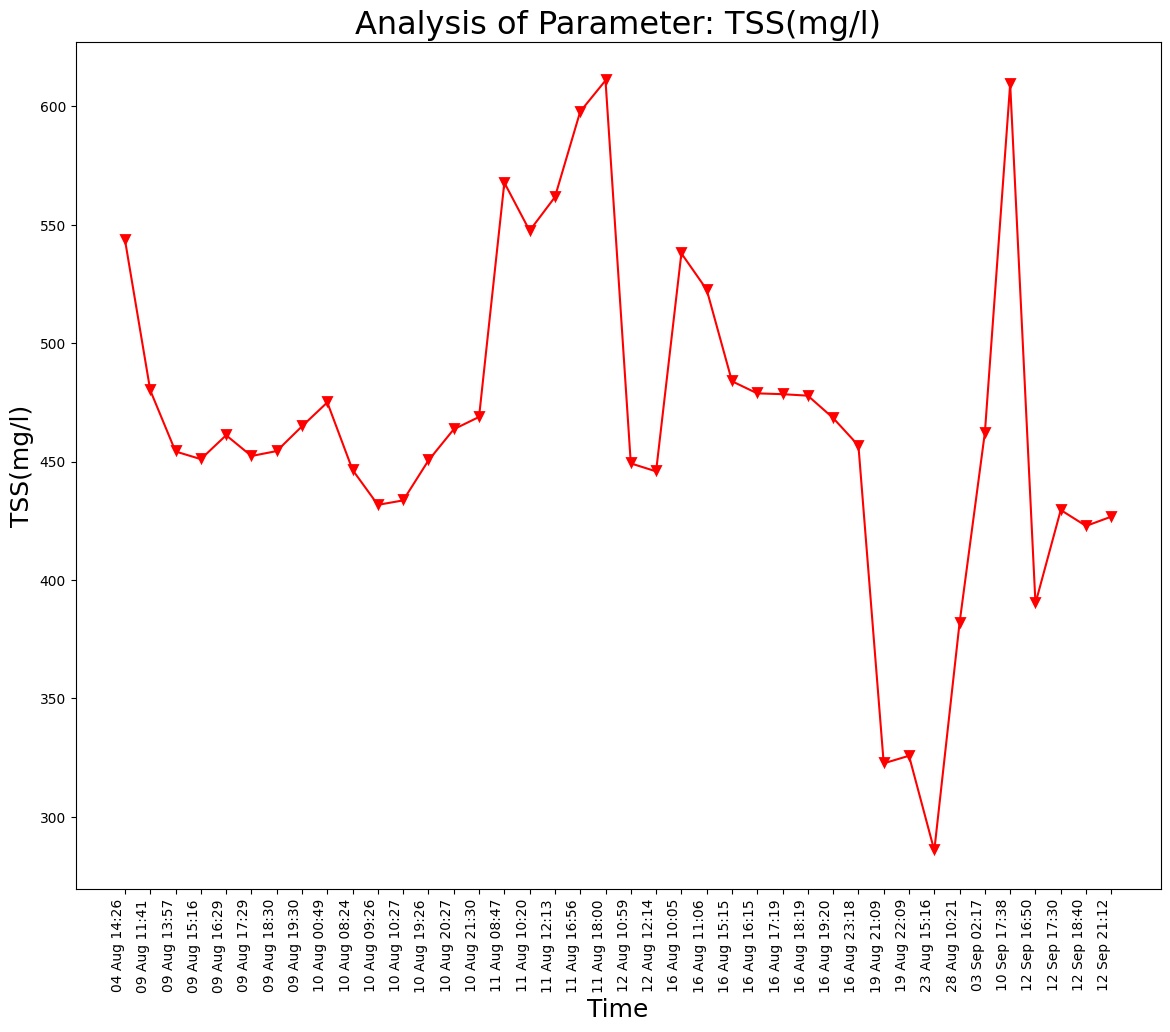 Analysis of Parameter: TSS(mg/l)
TSS(mg/l)
600
550
500
450
400
350
300
04 Aug 14:26
09 Aug 11:41
09 Aug 13:57
09 Aug 15:16
09 Aug 16:29
09 Aug 17:29
09 Aug 18:30
09 Aug 19:30
10 Aug 00:49
10 Aug 08:24
10 Aug 09:26
10 Aug 10:27
10 Aug 19:26
10 Aug 20:27
10 Aug 21:30
11 Aug 08:47
11 Aug 10:20
11 Aug 12:13
11 Aug 16:56
11 Aug 18:00
12 Aug 10:59
12 Aug 12:14
16 Aug 10:05
16 Aug 11:06
16 Aug 15:15
16 Aug 16:15
16 Aug 17:19
16 Aug 18:19
16 Aug 19:20
16 Aug 23:18
19 Aug 21:09
19 Aug 22:09
23 Aug 15:16
28 Aug 10:21
03 Sep 02:17
10 Sep 17:38
12 Sep 16:50
12 Sep 17:30
12 Sep 18:40
12 Sep 21:12
Time